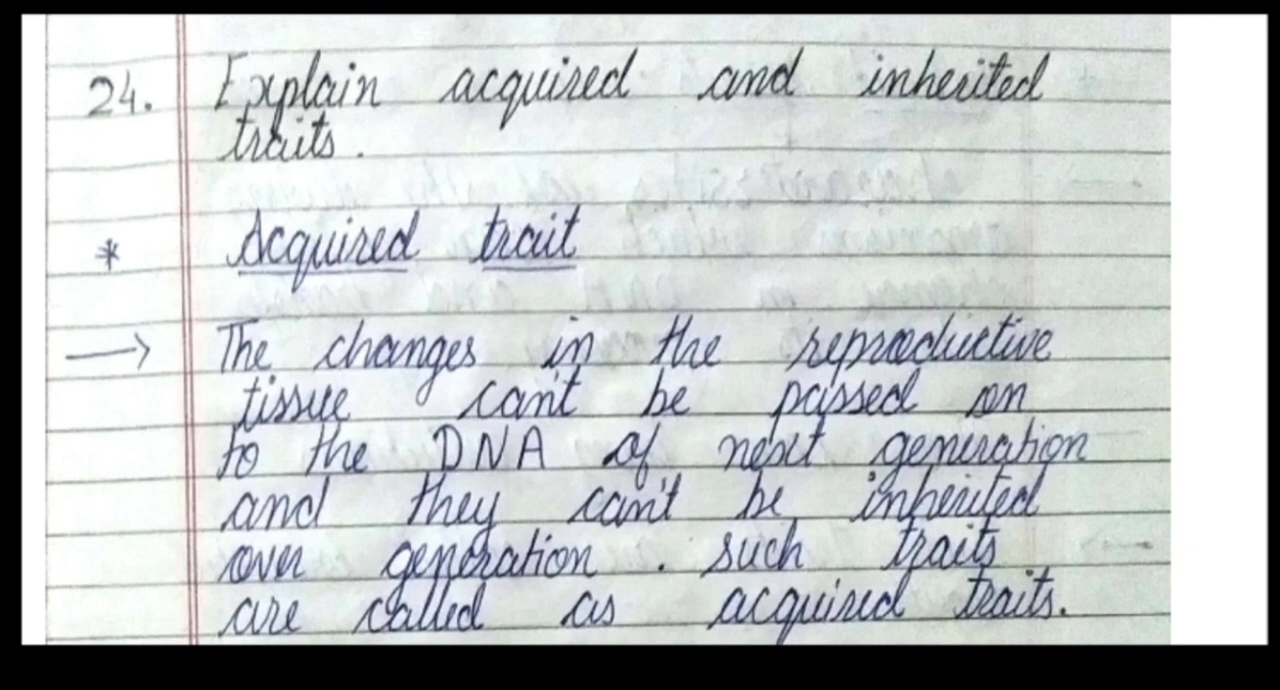 24. Explain acquired and inherited
traits.
* Acquired trait
→ The changes in the reproductive
tissue can't be passed on
to the DNA of next generation
and they can't be inherited
over generation. such traits
are called as acquired traits.